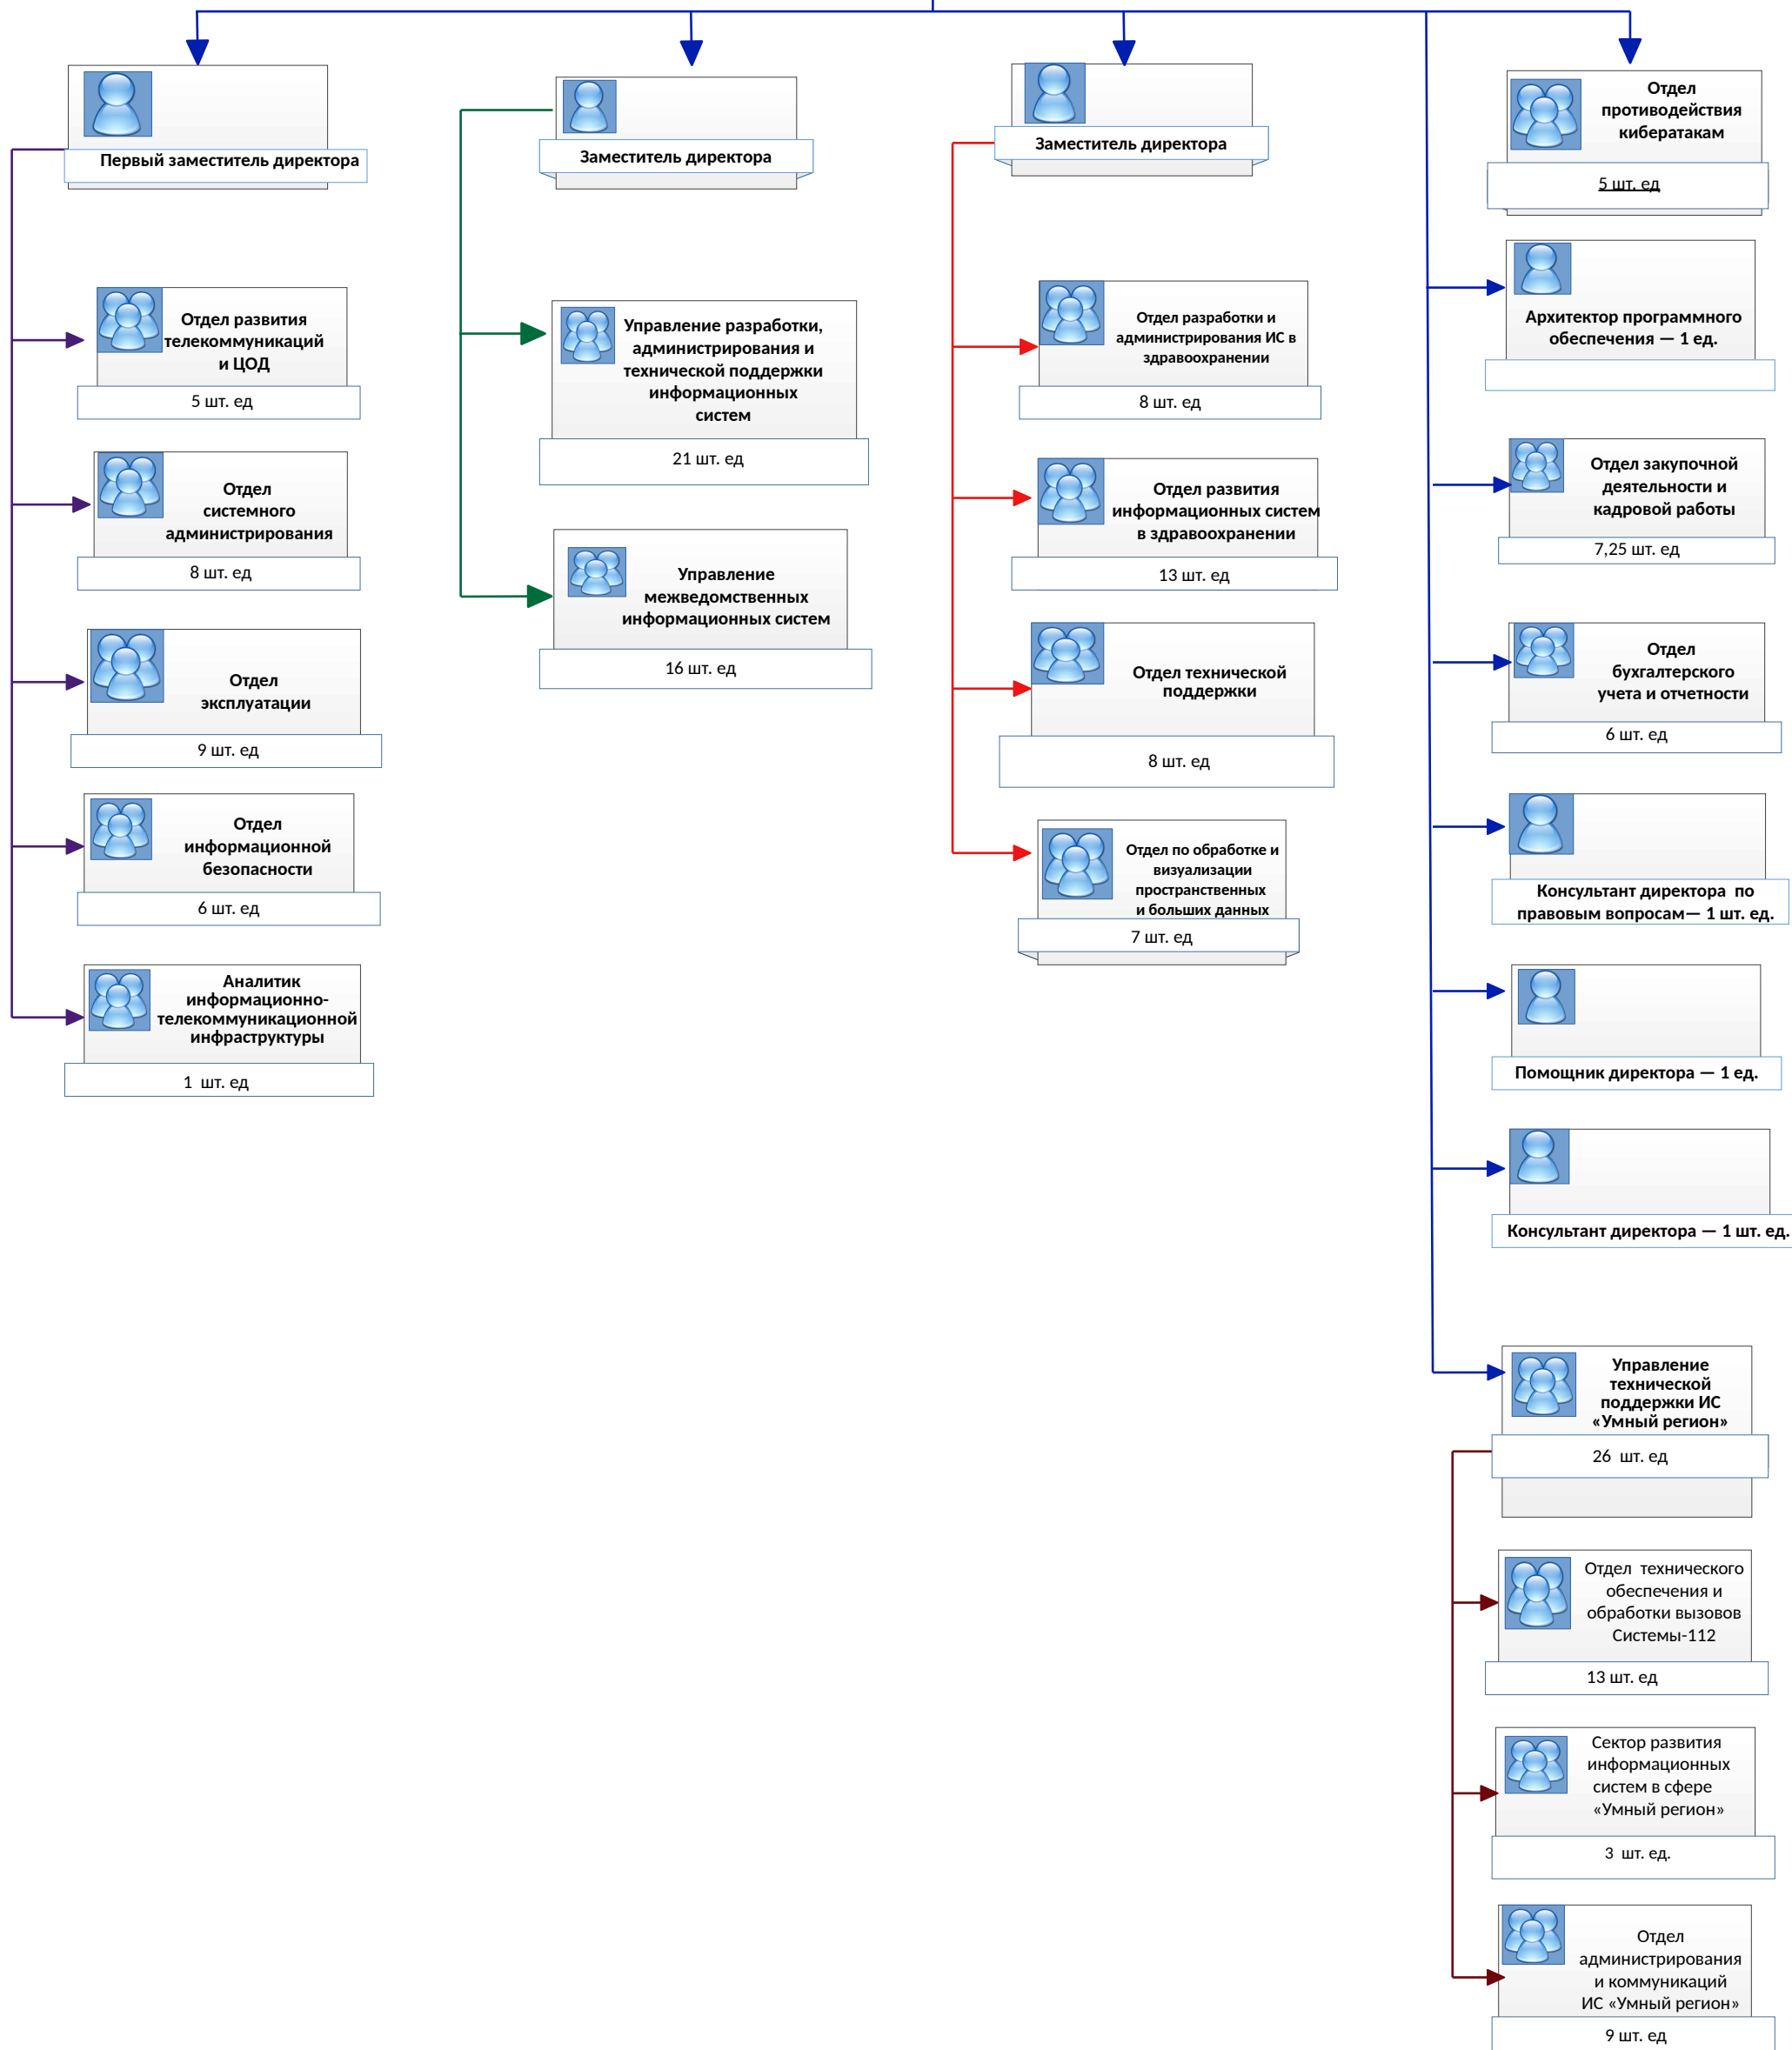 Первый заместитель директора
Отдел развития
телекоммуникаций
и ЦОД
5 шт. ед
Отдел
системного
администрирования
8 шт. ед
Отдел
эксплуатации
9 шт. ед
Отдел
информационной
безопасности
6 шт. ед
Аналитик
информационно-
телекоммуникационной
инфраструктуры
1 шт. ед
Заместитель директора
Управление разработки,
администрирования и
технической поддержки
информационных
систем
21 шт. ед
Управление
межведомственных
информационных систем
16 шт. ед
Заместитель директора
Отдел разработки и
администрирования ИС в
здравоохранении
8 шт. ед
Отдел развития
информационных систем
в здравоохранении
13 шт. ед
Отдел технической
поддержки
8 шт. ед
Отдел по обработке и
визуализации
пространственных
и больших данных
7 шт. ед
Отдел
противодействия
кибератакам
5 шт. ед
Архитектор программного
обеспечения — 1 ед.
Отдел закупочной
деятельности и
кадровой работы
7,25 шт. ед
Отдел
бухгалтерского
учета и отчетности
6 шт. ед
Консультант директора по
правовым вопросам— 1 шт. ед.
Помощник директора — 1 ед.
Консультант директора — 1 шт. ед.
Управление
технической
поддержки ИС
«Умный регион»
26 шт. ед
Отдел технического
обеспечения и
обработки вызовов
Системы-112
13 шт. ед
Сектор развития
информационных
систем в сфере
«Умный регион»
3 шт. ед.
Отдел
администрирования
и коммуникаций
ИС «Умный регион»
9 шт. ед